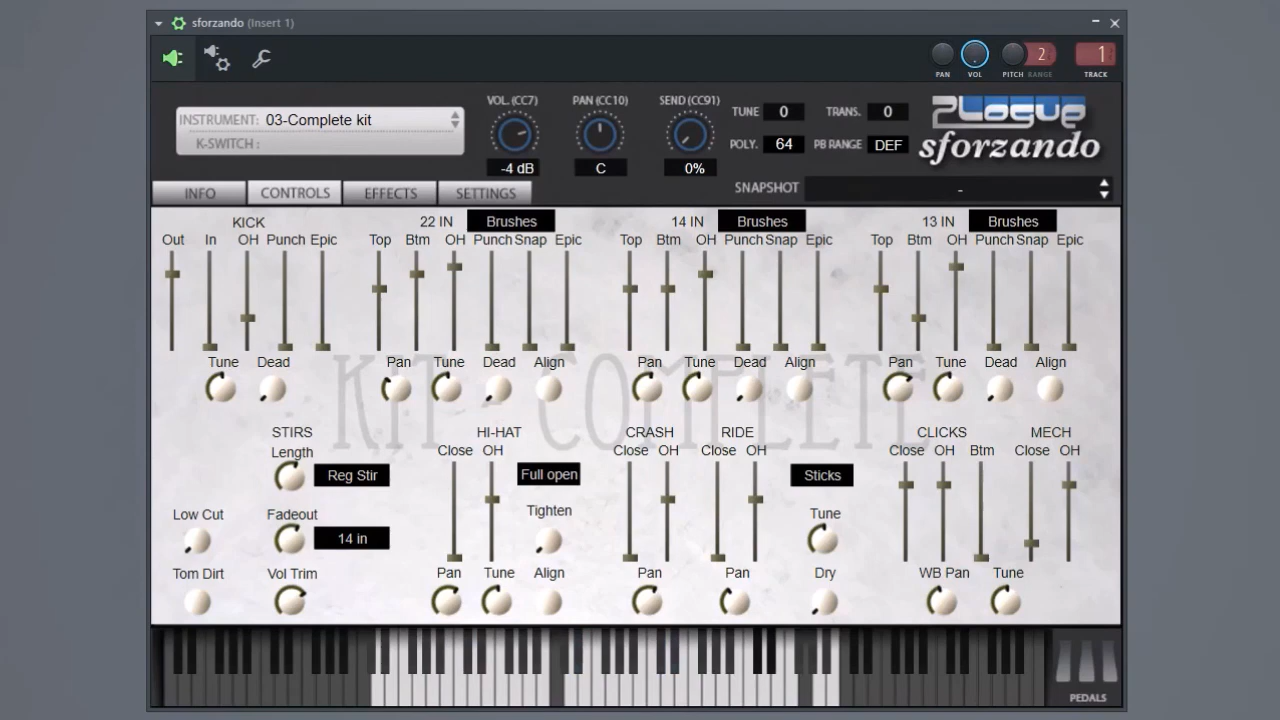 sforzando (Insert 1)
PAN VOL PITCH RANGE 2 1 TRACK
INSTRUMENT: 03-Complete kit
K-SWITCH :
VOL. (CC7) PAN (CC10) SEND (CC91)
-4 dB C 0%
TUNE 0 TRANS. 0
POLY. 64 PB RANGE DEF
Plogue
sforzando
INFO CONTROLS EFFECTS SETTINGS
SNAPSHOT -
KICK 22 IN Brushes 14 IN Brushes 13 IN Brushes
Out In OH Punch Epic Top Btm OH Punch Snap Epic Top Btm OH Punch Snap Epic Top Btm OH Punch Snap Epic
Tune Dead Pan Tune Dead Align Pan Tune Dead Align Pan Tune Dead Align
KIT - COMPLETE
STIRS HI-HAT CRASH RIDE CLICKS MECH
Length Close OH Close OH Close OH Close OH Btm Close OH
Reg Stir Full open Sticks
Low Cut Fadeout Tighten Tune
14 in
Tom Dirt Vol Trim Pan Tune Align Pan Pan Dry WB Pan Tune
PEDALS